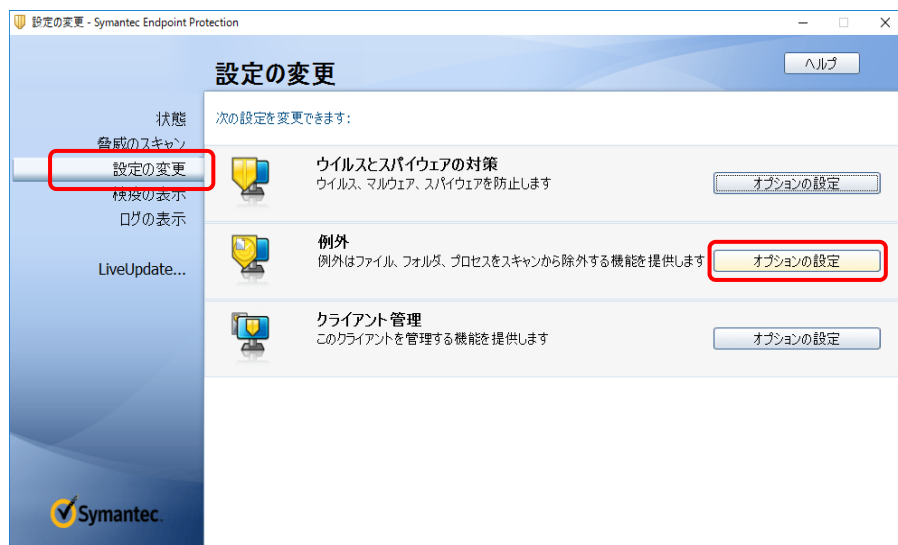 設定の変更 - Symantec Endpoint Protection
設定の変更
ヘルプ
状態
脅威のスキャン
設定の変更
検疫の表示
ログの表示
LiveUpdate...
Symantec.
次の設定を変更できます:
ウイルスとスパイウェアの対策
ウイルス、マルウェア、スパイウェアを防止します
オプションの設定
例外
例外はファイル、フォルダ、プロセスをスキャンから除外する機能を提供します
オプションの設定
クライアント管理
このクライアントを管理する機能を提供します
オプションの設定